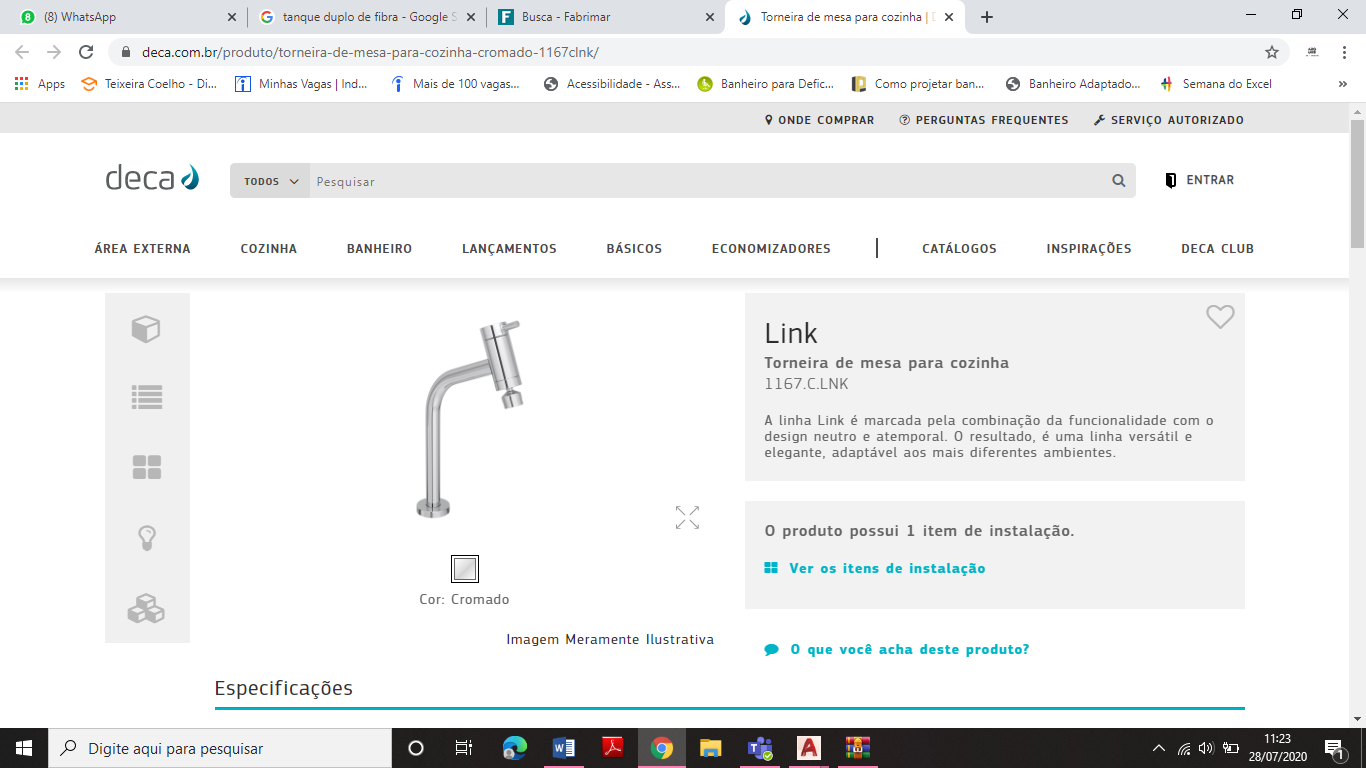 (8) WhatsApp
tanque duplo de fibra - Google S
Busca - Fabrimar
Torneira de mesa para cozinha |
deca.com.br/produto/torneira-de-mesa-para-cozinha-cromado-1167clnk/
Apps
Teixeira Coelho - Di...
Minhas Vagas | Ind...
Mais de 100 vagas...
Acessibilidade - Ass...
Banheiro para Defic...
Como projetar ban...
Banheiro Adaptado...
Semana do Excel
»
ONDE COMPRAR
PERGUNTAS FREQUENTES
SERVIÇO AUTORIZADO
deca
TODOS
Pesquisar
ENTRAR
ÁREA EXTERNA
COZINHA
BANHEIRO
LANÇAMENTOS
BÁSICOS
ECONOMIZADORES
CATÁLOGOS
INSPIRAÇÕES
DECA CLUB
Link
Torneira de mesa para cozinha
1167.C.LNK
A linha Link é marcada pela combinação da funcionalidade com o
design neutro e atemporal. O resultado, é uma linha versátil e
elegante, adaptável aos mais diferentes ambientes.
O produto possui 1 item de instalação.
Ver os itens de instalação
Cor: Cromado
Imagem Meramente Ilustrativa
O que você acha deste produto?
Especificações
Digite aqui para pesquisar
11:23
28/07/2020
1